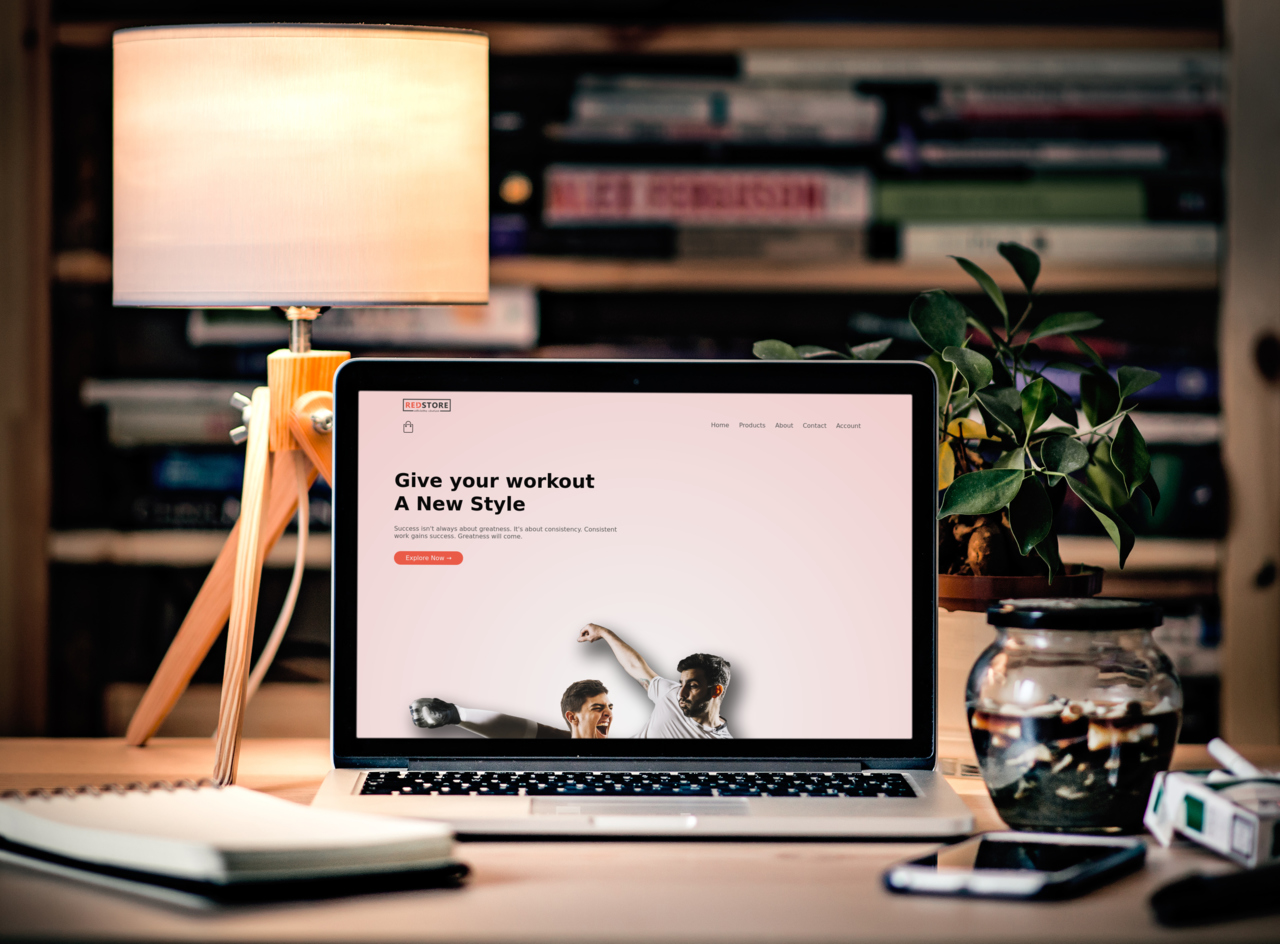 ALEX FERGUSON
REDSTORE
Home Products About Contact Account
Give your workout
A New Style
Success isn't always about greatness. It's about consistency. Consistent
work gains success. Greatness will come.
Explore Now →